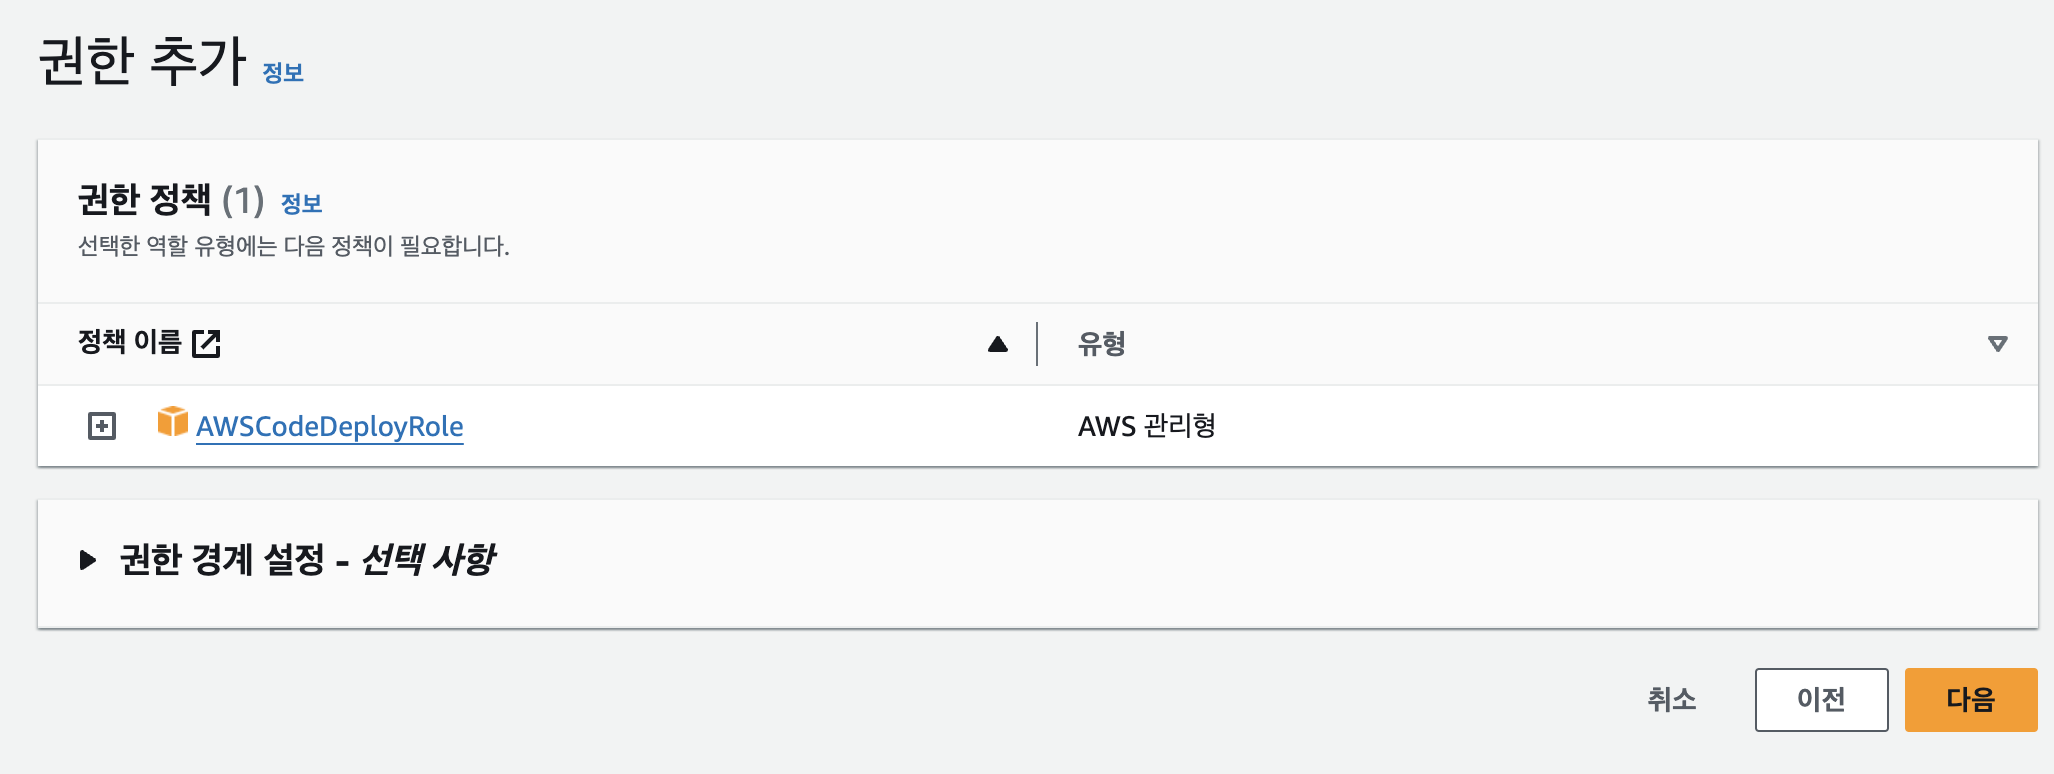 권한 추가 정보
권한 정책 (1) 정보
선택한 역할 유형에는 다음 정책이 필요합니다.
정책 이름 유형
AWSCodeDeployRole AWS 관리형
권한 경계 설정 - 선택 사항
취소 이전 다음